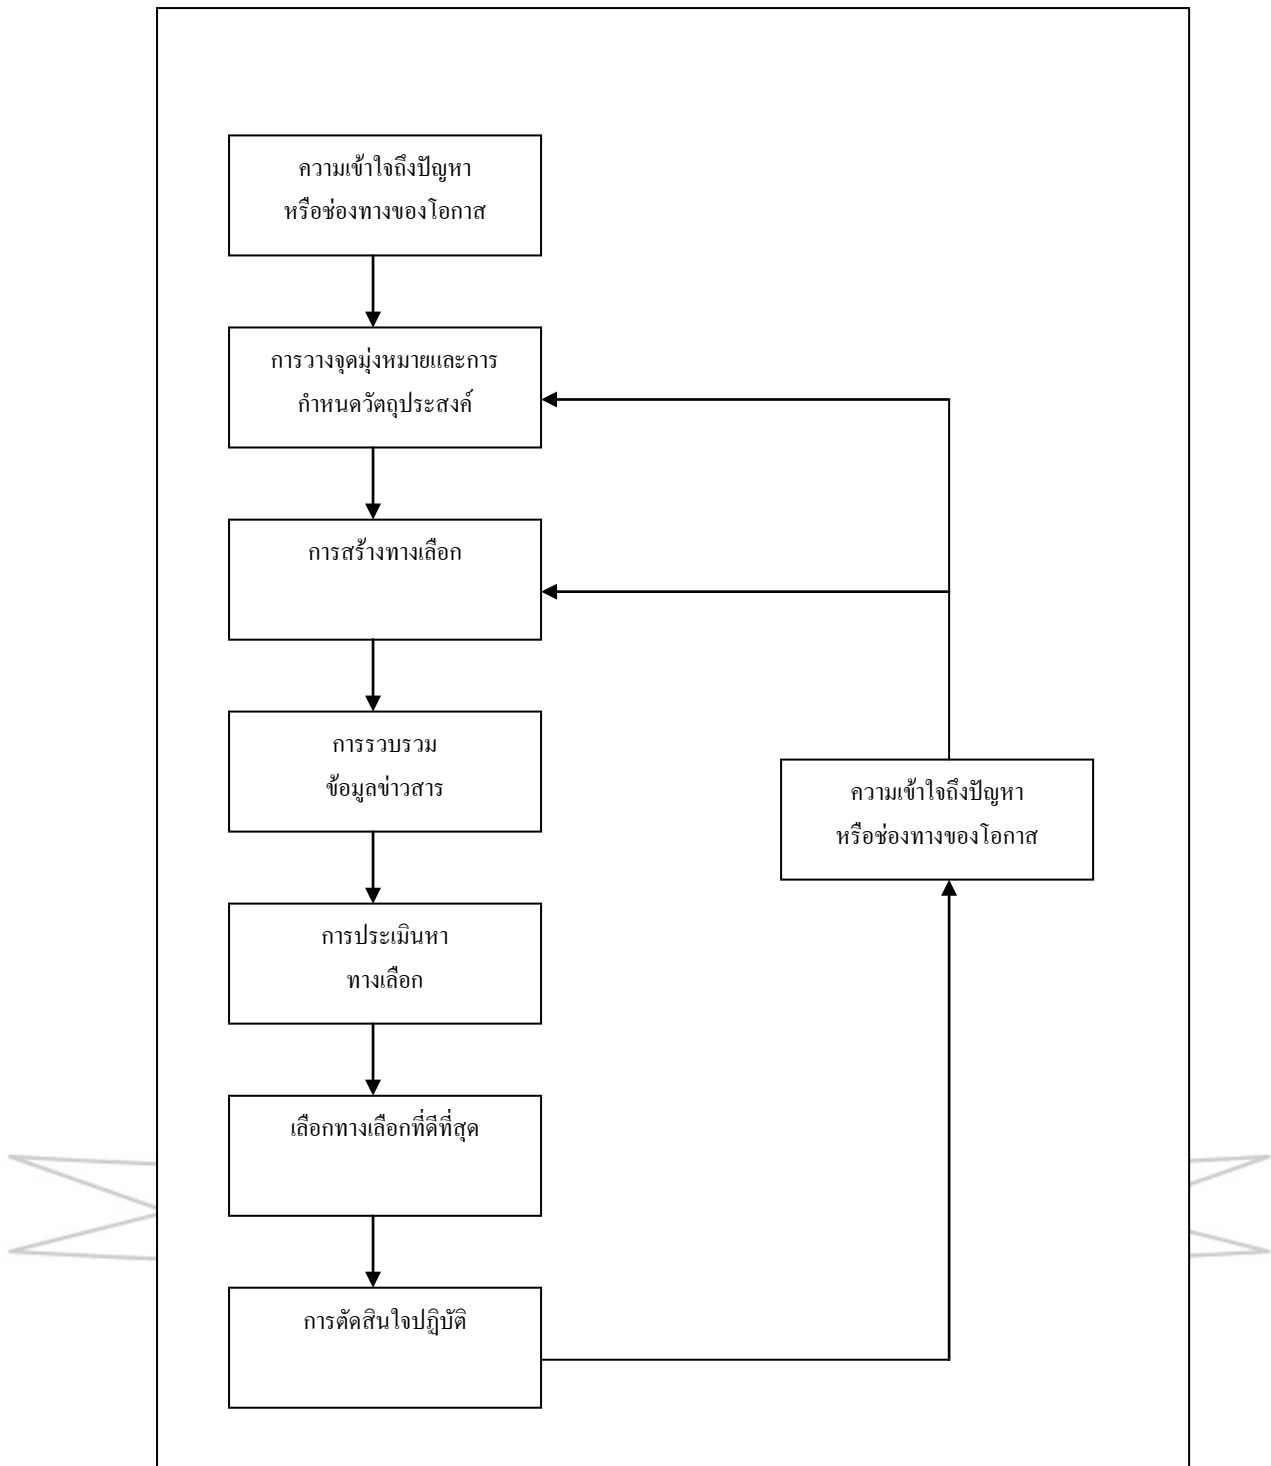 ความเข้าใจถึงปัญหา
หรือช่องทางของโอกาส
การวางจุดมุ่งหมายและการ
กำหนดวัตถุประสงค์
การสร้างทางเลือก
การรวบรวม
ข้อมูลข่าวสาร
ความเข้าใจถึงปัญหา
หรือช่องทางของโอกาส
การประเมินหา
ทางเลือก
เลือกทางเลือกที่ดีที่สุด
การตัดสินใจปฏิบัติ